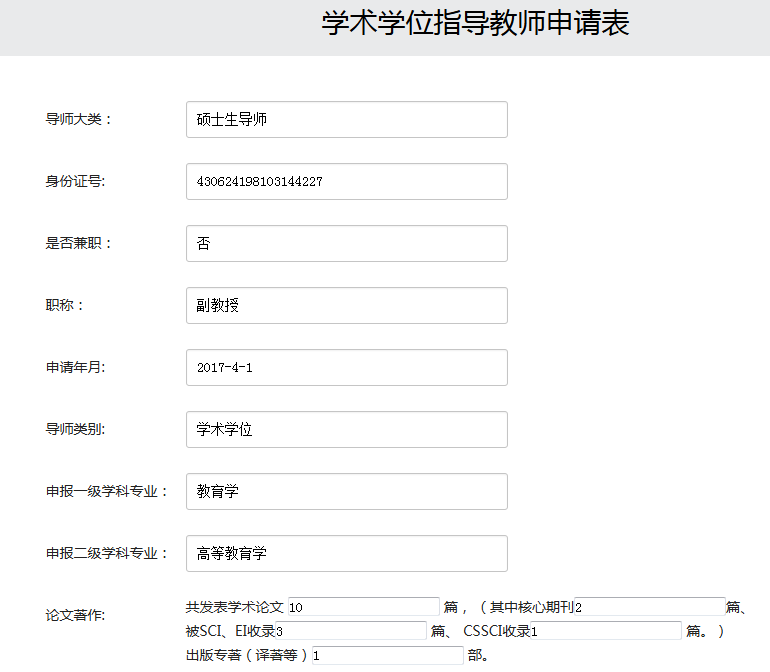 学术学位指导教师申请表
导师大类： 硕士生导师
身份证号: 430624198103144227
是否兼职： 否
职称： 副教授
申请年月: 2017-4-1
导师类别: 学术学位
申报一级学科专业： 教育学
申报二级学科专业： 高等教育学
论文著作: 共发表学术论文 10 篇，（ 其中核心期刊2 篇、
被SCI、EI收录3 篇、 CSSCI收录1 篇。 ）
出版专著（ 译著等 ）1 部。